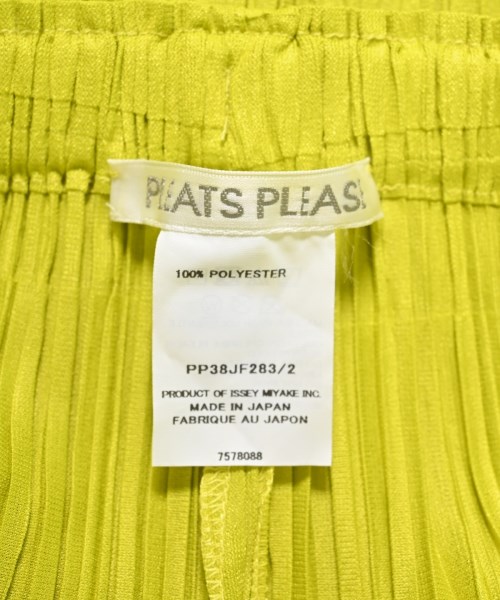 PLEATS PLEASE
100% POLYESTER
PP38JF283/2
PRODUCT OF ISSEY MIYAKE INC.
MADE IN JAPAN
FABRIQUE AU JAPON
7578088